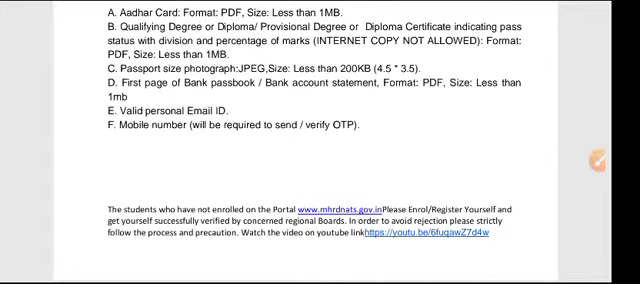 A. Aadhar Card: Format: PDF, Size: Less than 1MB.
B. Qualifying Degree or Diploma/ Provisional Degree or Diploma Certificate indicating pass
status with division and percentage of marks (INTERNET COPY NOT ALLOWED): Format:
PDF, Size: Less than 1MB.
C. Passport size photograph:JPEG,Size: Less than 200KB (4.5 * 3.5).
D. First page of Bank passbook / Bank account statement, Format: PDF, Size: Less than
1mb
E. Valid personal Email ID.
F. Mobile number (will be required to send / verify OTP).
The students who have not enrolled on the Portal www.mhrdnats.gov.inPlease Enrol/Register Yourself and
get yourself successfully verified by concerned regional Boards. In order to avoid rejection please strictly
follow the process and precaution. Watch the video on youtube linkhttps://youtu.be/6fuqawZ7d4w